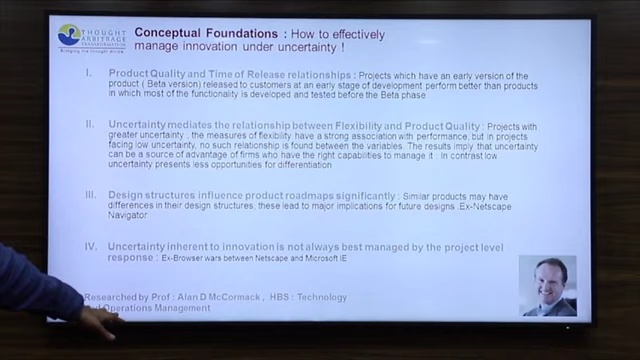 THOUGHT
ARBITRAGE
Bridging the thought divide
Conceptual Foundations : How to effectively
manage innovation under uncertainty !
I. Product Quality and Time of Release relationships : Projects which have an early version of the
product ( Beta version) released to customers at an early stage of development perform better than products
in which most of the functionality is developed and tested before the Beta phase
II. Uncertainty mediates the relationship between Flexibility and Product Quality : Projects with
greater uncertainty , the measures of flexibility have a strong association with performance, but in projects
facing low uncertainty, no such relationship is found between the variables. The results imply that uncertainty
can be a source of advantage of firms who have the right capabilities to manage it : In contrast low
uncertainty presents less opportunities for differentiation
III. Design structures influence product roadmaps significantly : Similar products may have
differences in their design structures, these lead to major implications for future designs .Ex-Netscape
Navigator
IV. Uncertainty inherent to innovation is not always best managed by the project level
response : Ex-Browser wars between Netscape and Microsoft IE
Researched by Prof : Alan D McCormack , HBS : Technology
Operations Management